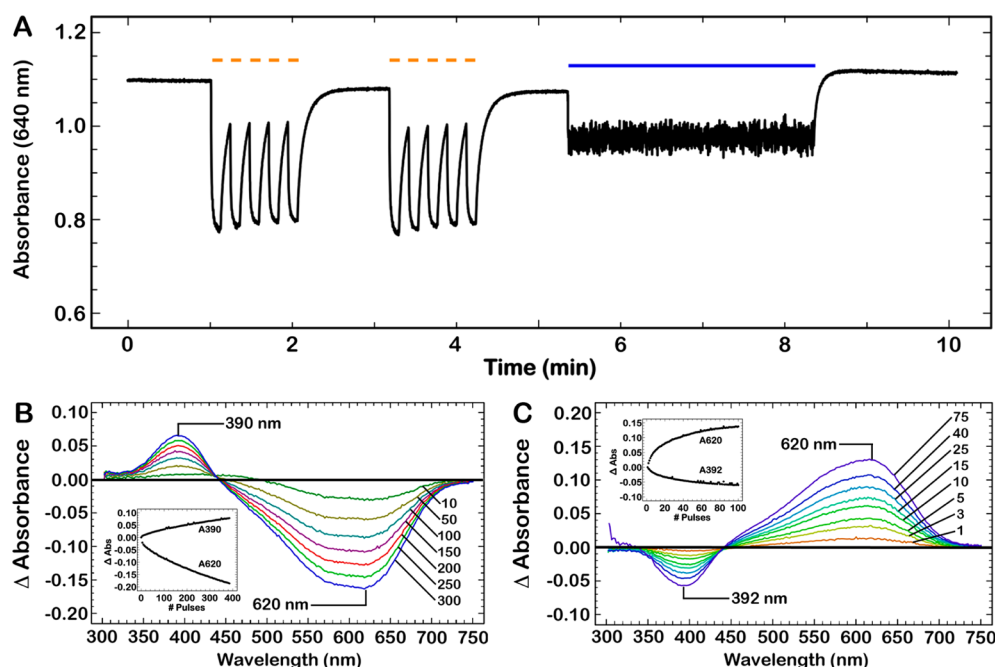 A
1.2
1.0
0.8
0.6
Absorbance (640 nm)
0 2 4 6 8 10
Time (min)
B
0.10
0.05
0.00
-0.05
-0.10
-0.15
-0.20
Δ Absorbance
390 nm
620 nm
10
50
100
150
200
250
300
0.10
0.05
0.00
-0.05
-0.10
-0.15
-0.20
Δ Abs
A390
A620
0 100 200 300 400
# Pulses
300 350 400 450 500 550 600 650 700 750
Wavelength (nm)
C
0.20
0.15
0.10
0.05
0.00
-0.05
0.10
Δ Absorbance
0.15
0.10
0.05
0.00
-0.05
-0.10
Δ Abs
A620
A392
0 20 40 60 80 100
# Pulses
620 nm
392 nm
75
40
25
15
10
5
3
1
300 350 400 450 500 550 600 650 700 750
Wavelength (nm)